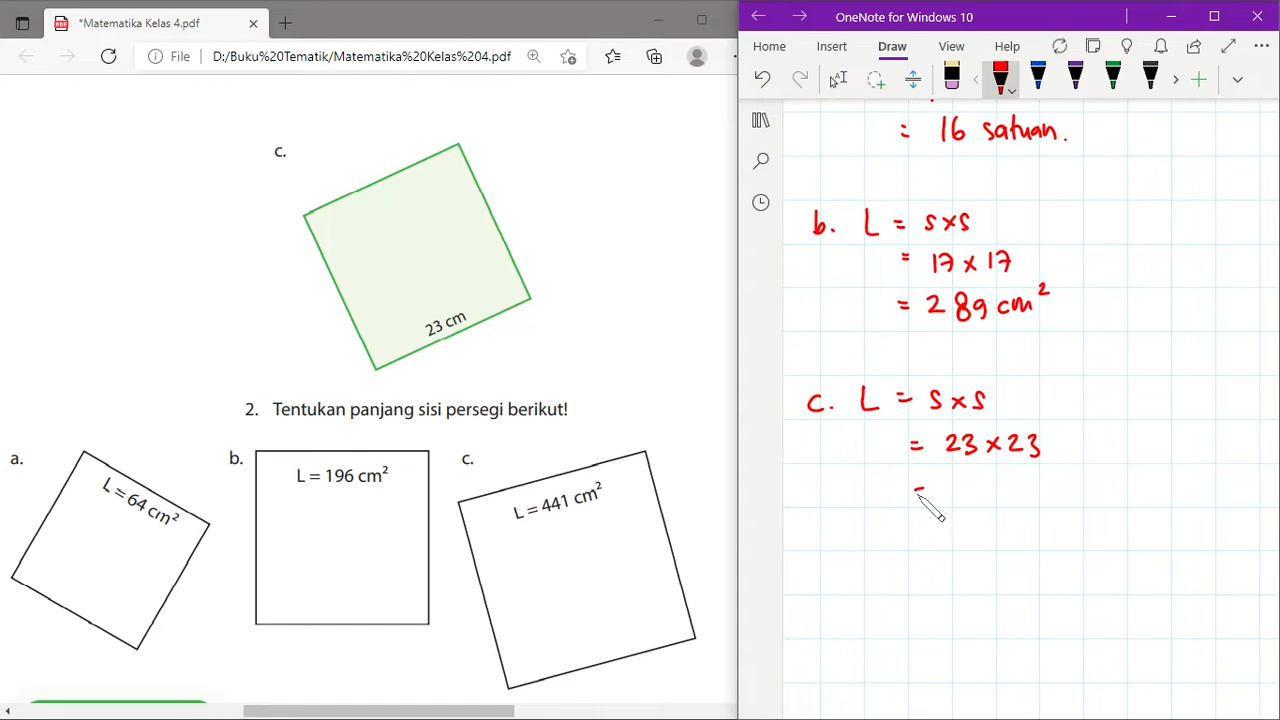 *Matematika Kelas 4.pdf
File
D:/Buku%20Tematik/Matematika%20Kelas%204.pdf
c.
23 cm
2. Tentukan panjang sisi persegi berikut!
a.
L = 64 cm²
b.
L = 196 cm²
c.
L = 441 cm²
OneNote for Windows 10
Home Insert Draw View Help
= 16 satuan.
b. L = s×s
= 17 × 17
= 289 cm²
c. L = s×s
= 23 × 23